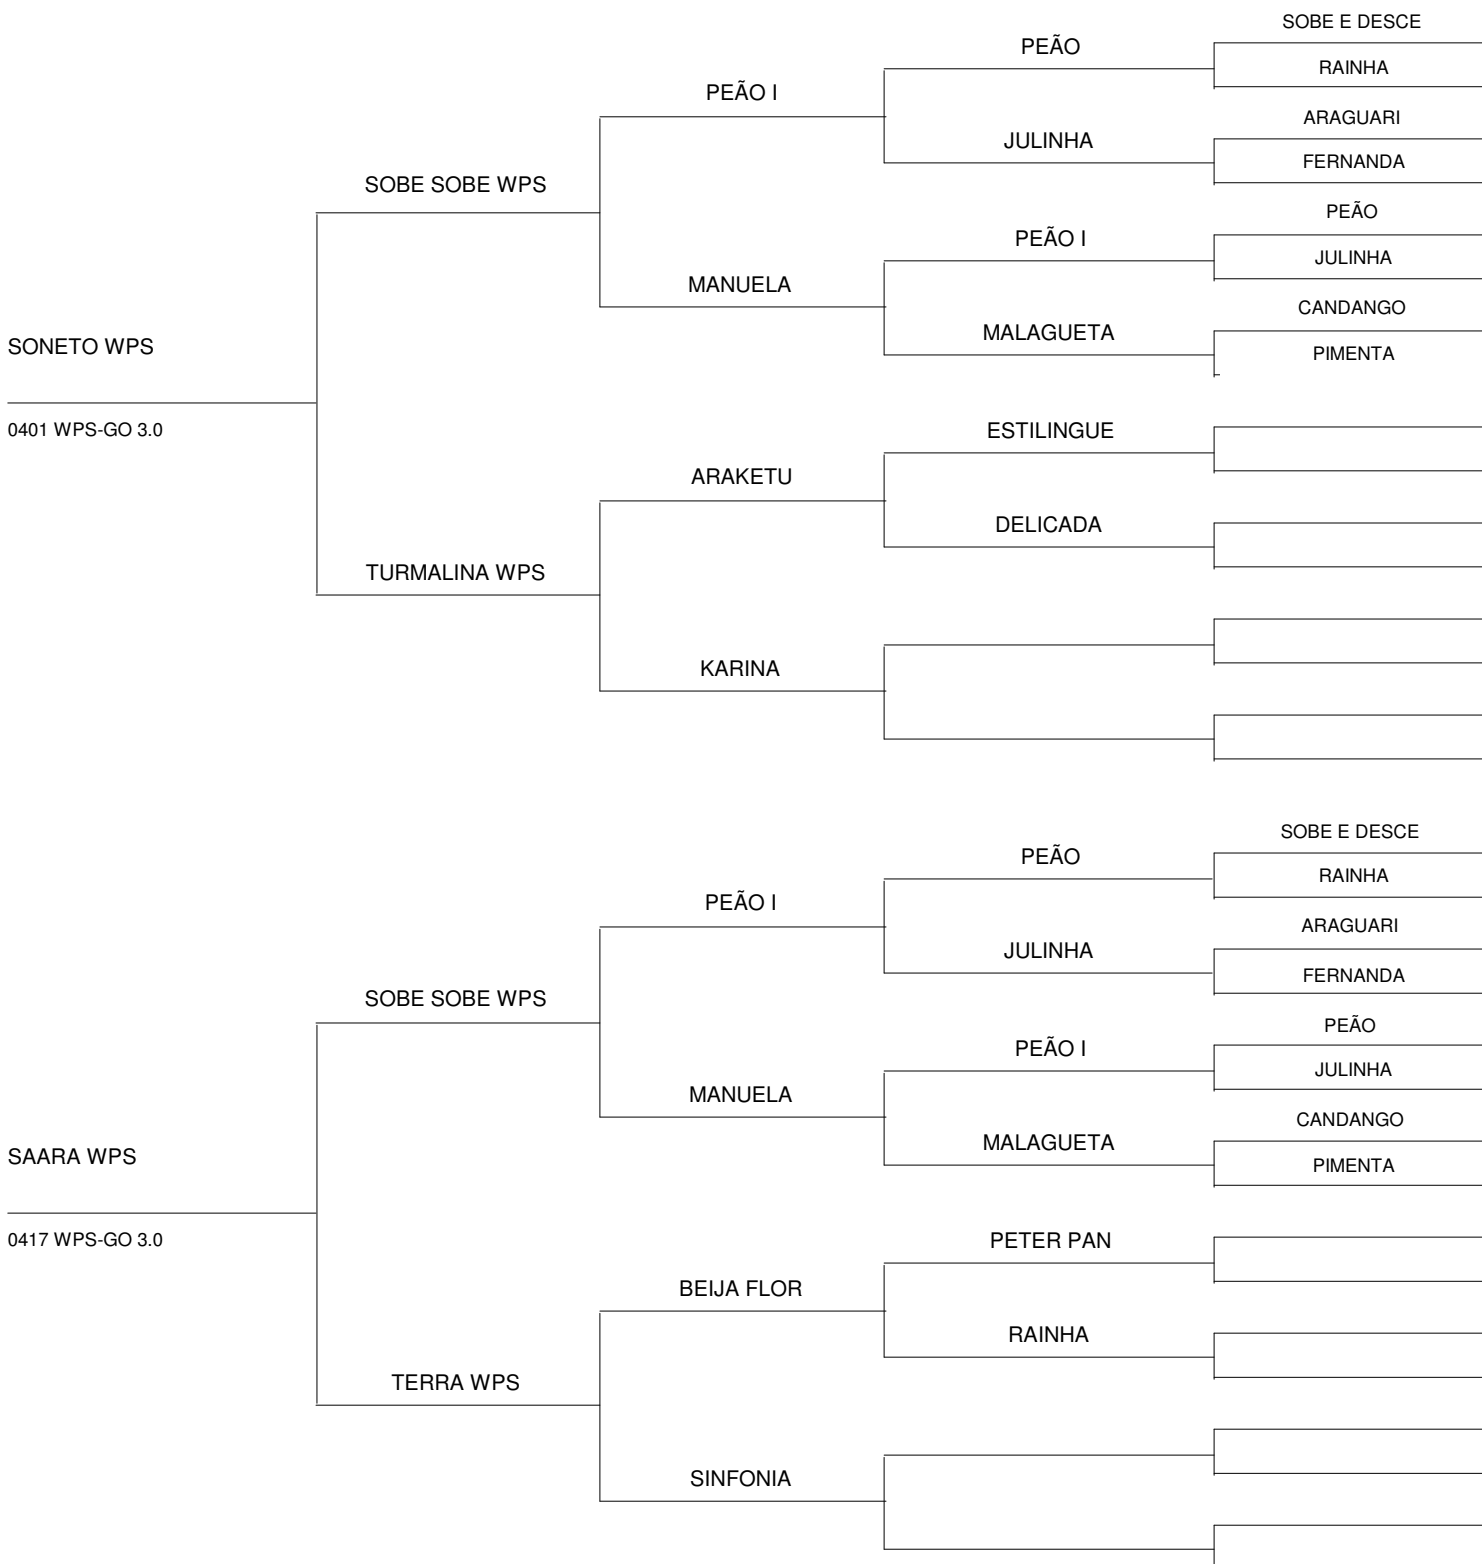 SOBE E DESCE
PEÃO
RAINHA
PEÃO I
ARAGUARI
JULINHA
FERNANDA
SOBE SOBE WPS
PEÃO
PEÃO I
JULINHA
MANUELA
CANDANGO
MALAGUETA
SONETO WPS
PIMENTA
0401 WPS-GO 3.0
ESTILINGUE
ARAKETU
DELICADA
TURMALINA WPS
KARINA
SOBE E DESCE
PEÃO
RAINHA
PEÃO I
ARAGUARI
JULINHA
FERNANDA
SOBE SOBE WPS
PEÃO
PEÃO I
JULINHA
MANUELA
CANDANGO
MALAGUETA
SAARA WPS
PIMENTA
0417 WPS-GO 3.0
PETER PAN
BEIJA FLOR
RAINHA
TERRA WPS
SINFONIA